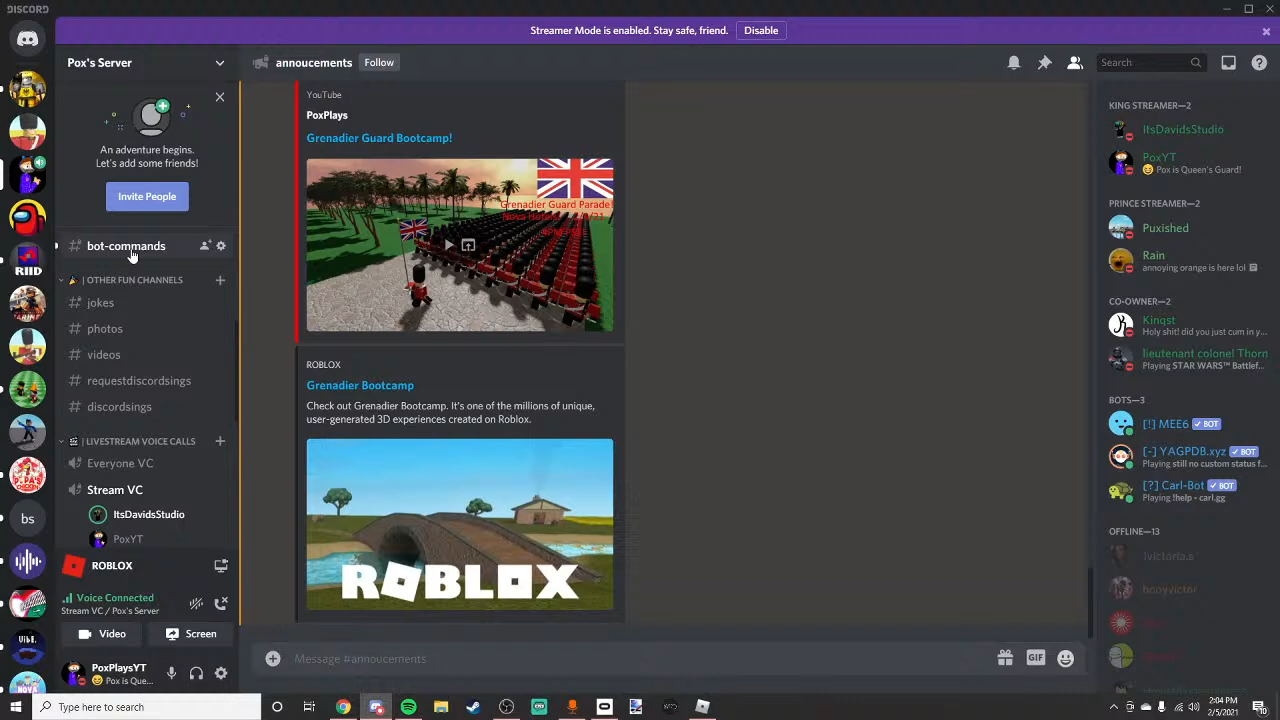 DISCORD
Streamer Mode is enabled. Stay safe, friend.
Disable
Pox's Server
annoucements
Follow
Search
An adventure begins.
Let's add some friends!
Invite People
bot-commands
| OTHER FUN CHANNELS
jokes
photos
videos
requestdiscordsings
discordsings
| LIVESTREAM VOICE CALLS
Everyone VC
Stream VC
ItsDavidsStudio
PoxYT
ROBLOX
Voice Connected
Stream VC / Pox's Server
Video
Screen
PoxPlaysYT
Pox is Que...
RIID
bs
VIBE.
NOVA
YouTube
PoxPlays
Grenadier Guard Bootcamp!
Grenadier Guard Parade!
ROBLOX
Grenadier Bootcamp
Check out Grenadier Bootcamp. It's one of the millions of unique,
user-generated 3D experiences created on Roblox.
ROBLOX
Message #annoucements
GIF
KING STREAMER—2
ItsDavidsStudio
PoxYT
Pox is Queen's Guard!
PRINCE STREAMER—2
Puxished
Rain
annoying orange is here lol
CO-OWNER—2
Kinqst
Holy shit! did you just cum in y...
lieutenant colonel Thorn
Playing STAR WARS™ Battlef...
BOTS—3
[!] MEE6
BOT
[-] YAGPDB.xyz
BOT
Playing still no custom status f...
[?] Carl-Bot
BOT
Playing !help - carl.gg
OFFLINE—13
Type here to search
2:04 PM
2/5/2021